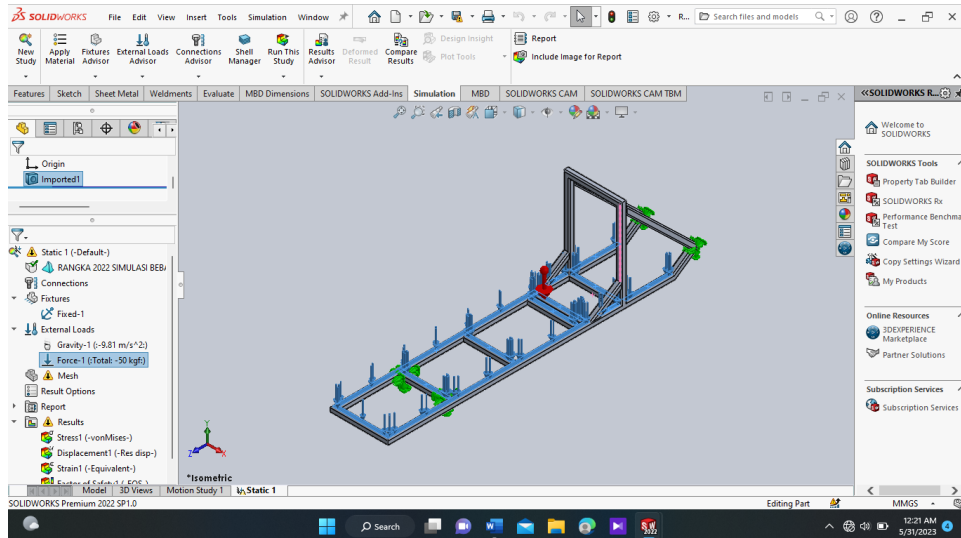 SOLIDWORKS File Edit View Insert Tools Simulation Window R... Search files and models
New Study
Apply Material
Fixtures Advisor
External Loads Advisor
Connections Advisor
Shell Manager
Run This Study
Results Advisor
Deformed Result
Compare Results
Design Insight
Plot Tools
Report
Include Image for Report
Features Sketch Sheet Metal Weldments Evaluate MBD Dimensions SOLIDWORKS Add-Ins Simulation MBD SOLIDWORKS CAM SOLIDWORKS CAM TBM
Origin
Imported1
Static 1 (-Default-)
RANGKA 2022 SIMULASI BEB
Connections
Fixtures
Fixed-1
External Loads
Gravity-1 (:-9.81 m/s^2:)
Force-1 (:Total: -50 kgf:)
Mesh
Result Options
Report
Results
Stress1 (-vonMises-)
Displacement1 (-Res disp-)
Strain1 (-Equivalent-)
Factor of Safety1 (-FOS-)
Y
Z
X
*Isometric
Model 3D Views Motion Study 1 Static 1
SOLIDWORKS Premium 2022 SP1.0 Editing Part MMGS
SOLIDWORKS R...
Welcome to
SOLIDWORKS
SOLIDWORKS Tools
Property Tab Builder
SOLIDWORKS Rx
Performance Benchma
Test
Compare My Score
Copy Settings Wizard
My Products
Online Resources
3DEXPERIENCE
Marketplace
Partner Solutions
Subscription Services
Subscription Services
Search
12:21 AM
5/31/2023
4